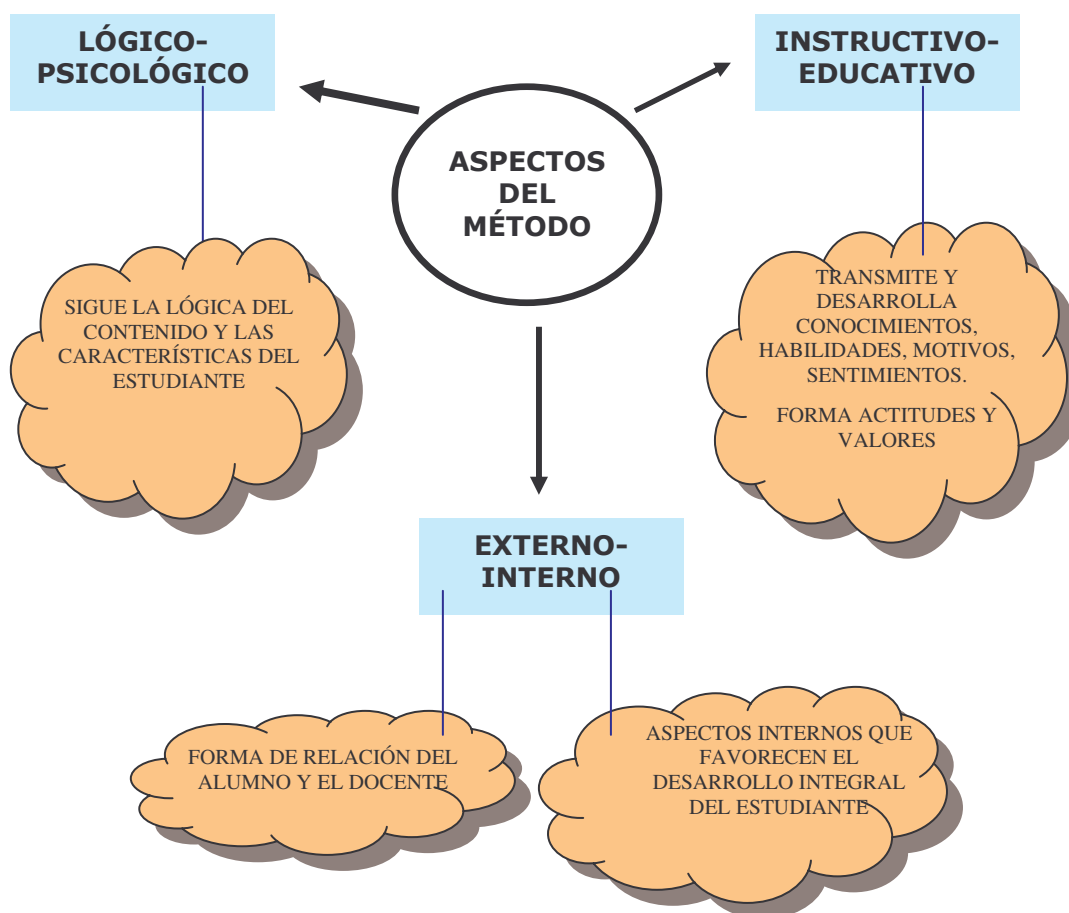 LÓGICO-
PSICOLÓGICO
INSTRUCTIVO-
EDUCATIVO
ASPECTOS
DEL
MÉTODO
SIGUE LA LÓGICA DEL
CONTENIDO Y LAS
CARACTERÍSTICAS DEL
ESTUDIANTE
TRANSMITE Y
DESARROLLA
CONOCIMIENTOS,
HABILIDADES, MOTIVOS,
SENTIMIENTOS.
FORMA ACTITUDES Y
VALORES
EXTERNO-
INTERNO
FORMA DE RELACIÓN DEL
ALUMNO Y EL DOCENTE
ASPECTOS INTERNOS QUE
FAVORECEN EL
DESARROLLO INTEGRAL
DEL ESTUDIANTE